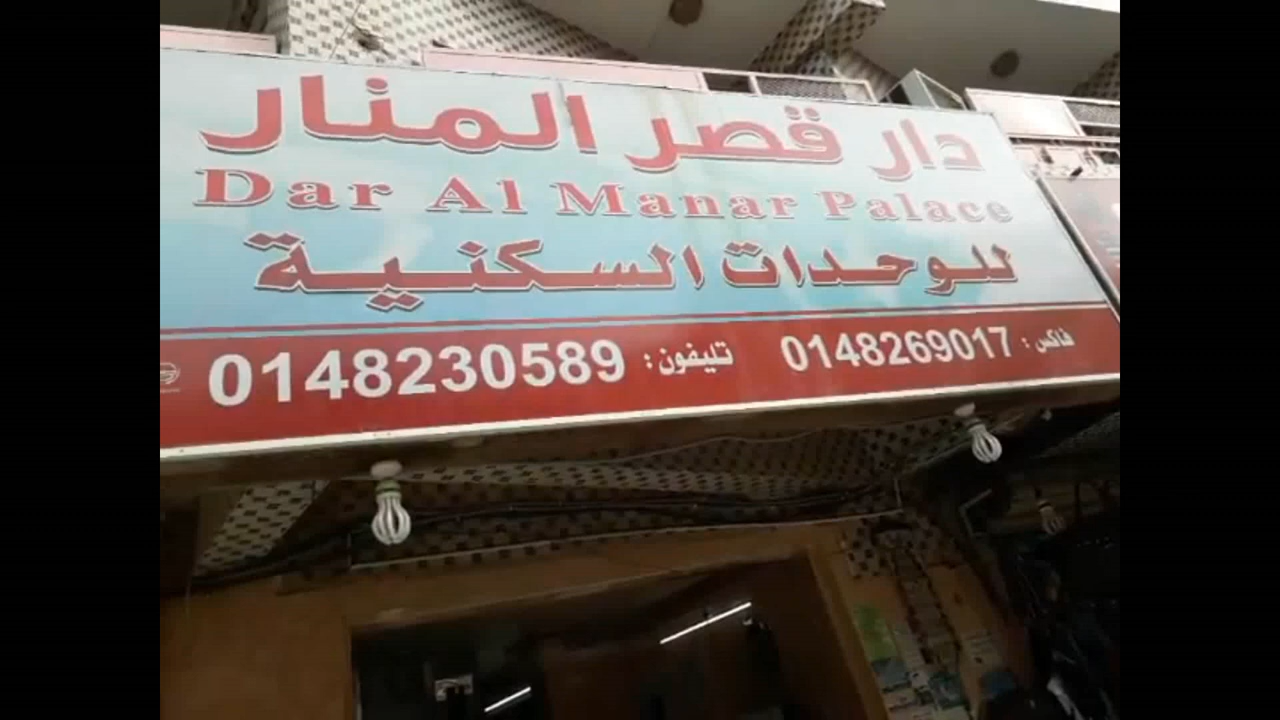 دار قصر المنار
Dar Al Manar Palace
للوحدات السكنية
فاكس : 0148269017 تليفون : 0148230589